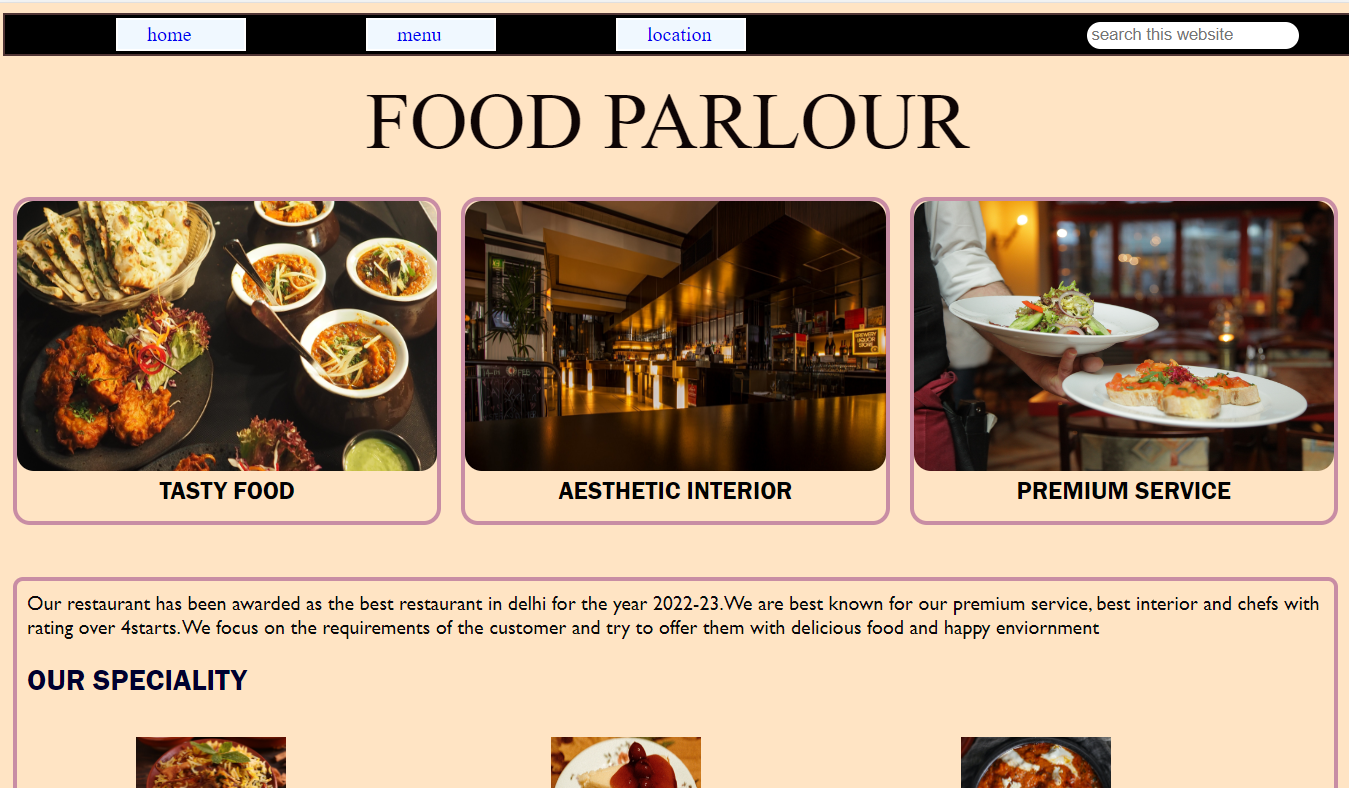 home
menu
location
search this website
FOOD PARLOUR
TASTY FOOD
AESTHETIC INTERIOR
PREMIUM SERVICE
Our restaurant has been awarded as the best restaurant in delhi for the year 2022-23.We are best known for our premium service, best interior and chefs with
rating over 4starts.We focus on the requirements of the customer and try to offer them with delicious food and happy enviornment
OUR SPECIALITY